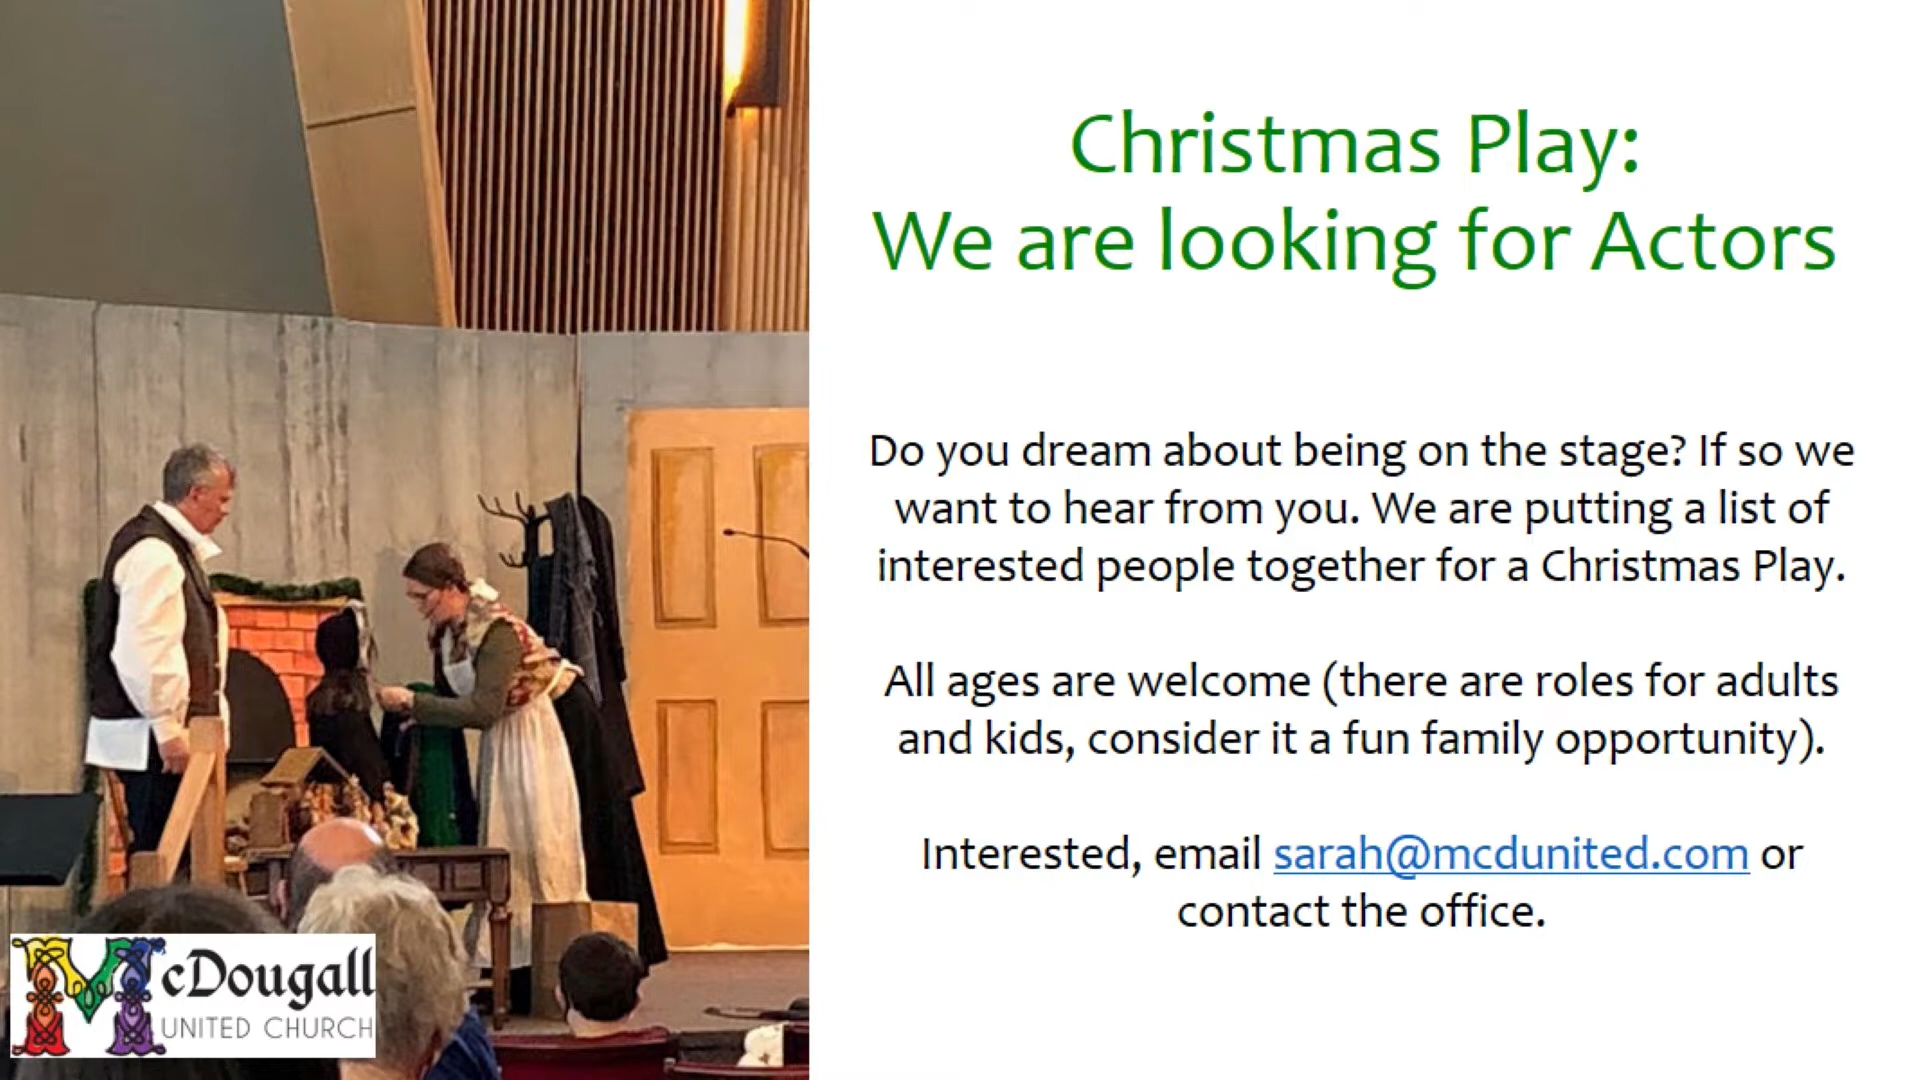 Christmas Play:
We are looking for Actors
Do you dream about being on the stage? If so we
want to hear from you. We are putting a list of
interested people together for a Christmas Play.
All ages are welcome (there are roles for adults
and kids, consider it a fun family opportunity).
Interested, email sarah@mcdunited.com or
contact the office.
McDougall
UNITED CHURCH